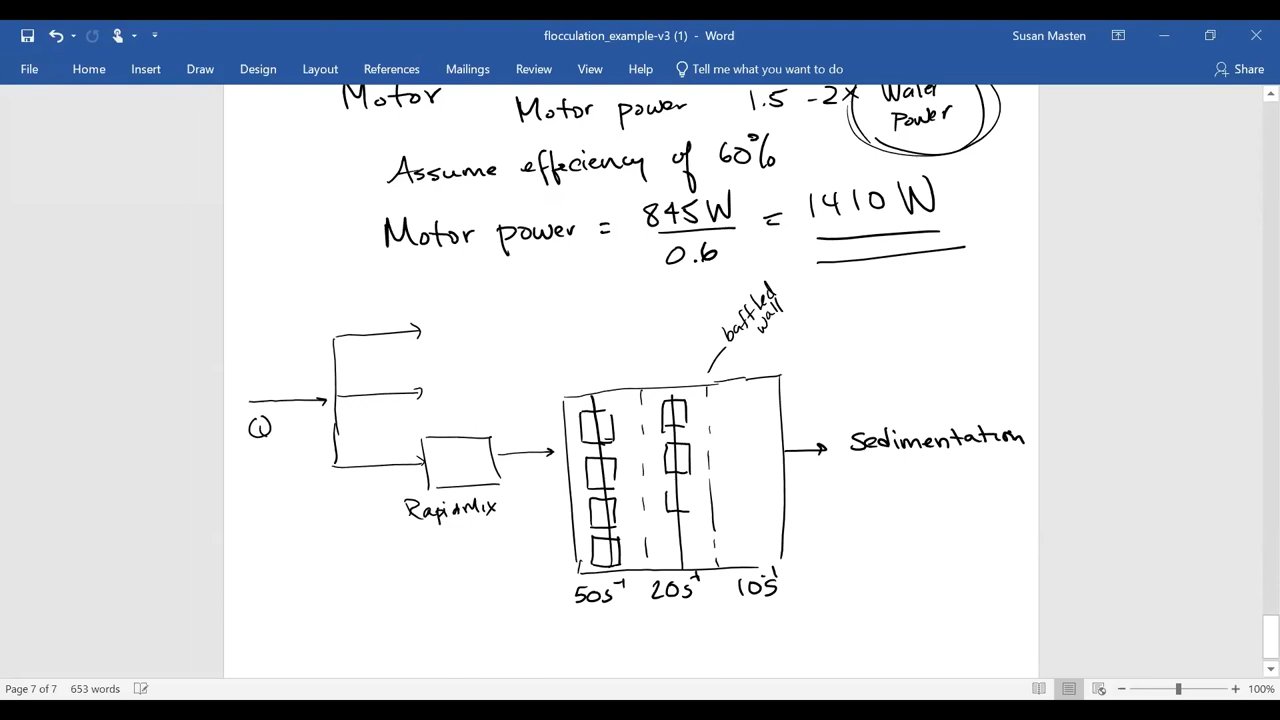 flocculation_example-v3 (1) - Word
Susan Masten
File Home Insert Draw Design Layout References Mailings Review View Help Tell me what you want to do
Share
Motor Motor power 1.5 -2x Water
Power
Assume effeciency of 60%
Motor power = 845W = 1410 W
0.6
baffled
wall
Q
Sedimentation
Rapid Mix
50s⁻¹ 20s⁻¹ 10s⁻¹
Page 7 of 7 653 words
100%